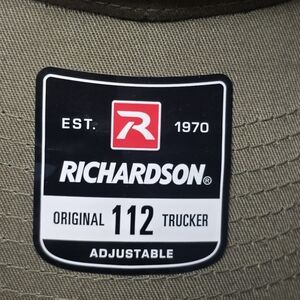 EST. R 1970
RICHARDSON®
ORIGINAL 112 TRUCKER
ADJUSTABLE